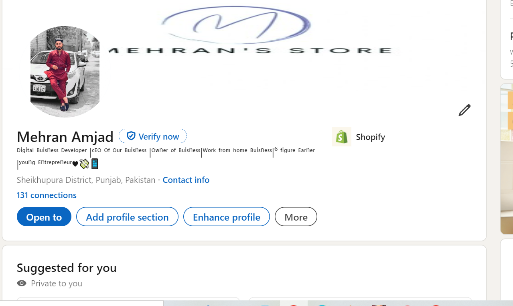 MEHRAN'S STORE
Mehran Amjad
Verify now
Shopify
Digital Business Developer |CEO Of Our Business |Owner of Business|Work from home Business|6 figure Earner
|young Entrepreneur
Sheikhupura District, Punjab, Pakistan · Contact info
131 connections
Open to
Add profile section
Enhance profile
More
Suggested for you
Private to you